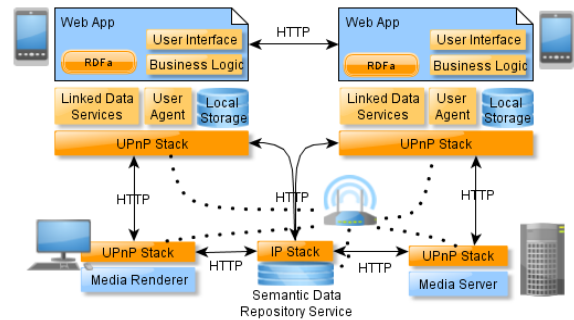 Web App
User Interface
RDFa
Business Logic
HTTP
Web App
User Interface
RDFa
Business Logic
Linked Data
Services
User
Agent
Local
Storage
UPnP Stack
Linked Data
Services
User
Agent
Local
Storage
UPnP Stack
HTTP
HTTP
HTTP
HTTP
UPnP Stack
Media Renderer
HTTP
IP Stack
Semantic Data
Repository Service
HTTP
UPnP Stack
Media Server